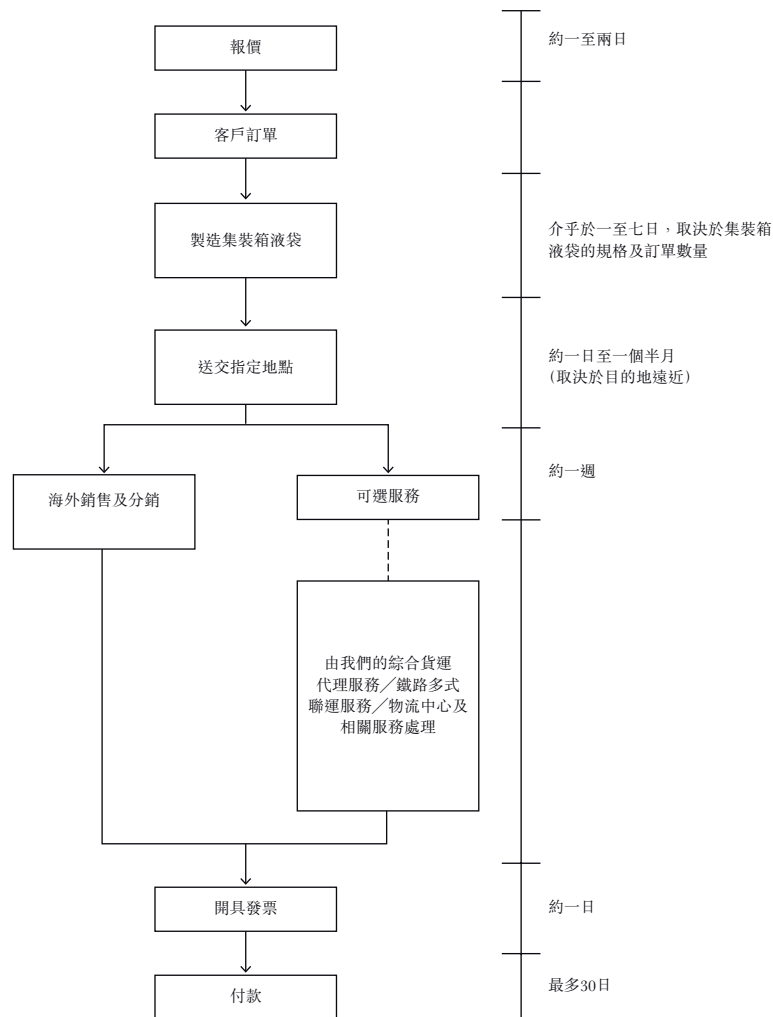 報價
約一至兩日
客戶訂單
製造集裝箱液袋
介乎於一至七日，取決於集裝箱
液袋的規格及訂單數量
送交指定地點
約一日至一個半月
(取決於目的地遠近)
海外銷售及分銷
可選服務
約一週
由我們的綜合貨運
代理服務／鐵路多式
聯運服務／物流中心及
相關服務處理
開具發票
約一日
付款
最多30日